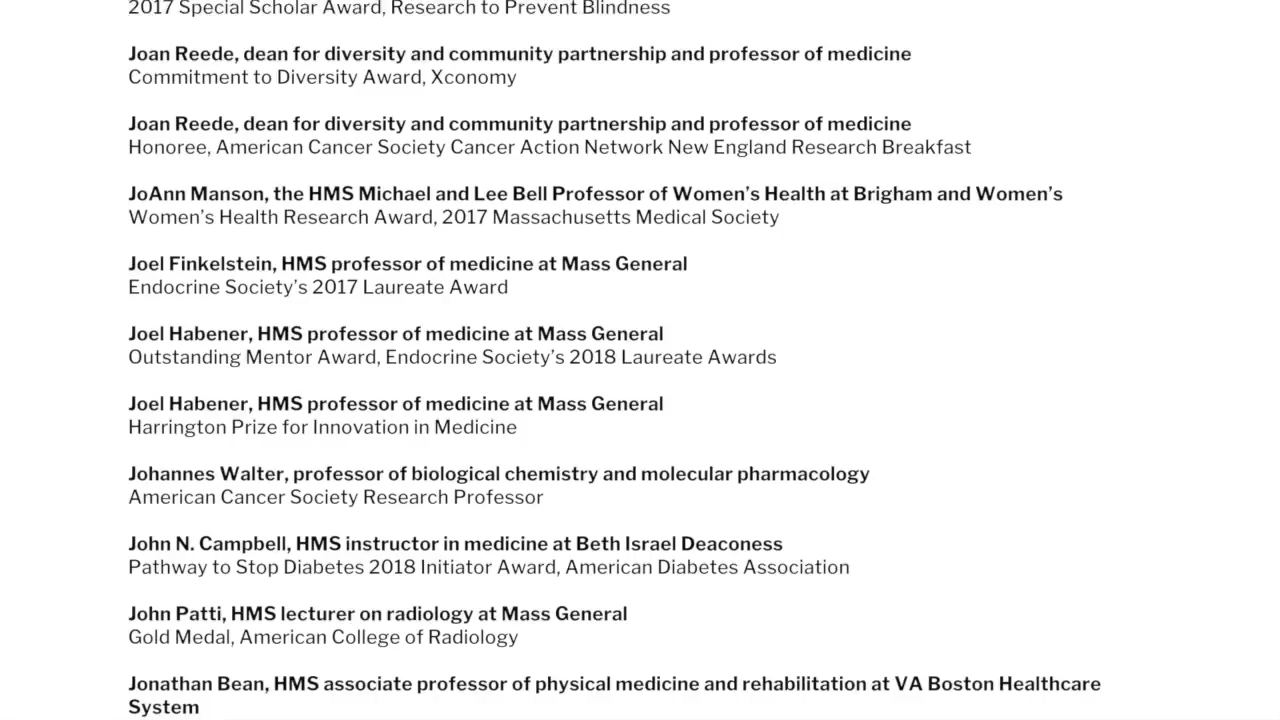 2017 Special Scholar Award, Research to Prevent Blindness
Joan Reede, dean for diversity and community partnership and professor of medicine
Commitment to Diversity Award, Xconomy
Joan Reede, dean for diversity and community partnership and professor of medicine
Honoree, American Cancer Society Cancer Action Network New England Research Breakfast
JoAnn Manson, the HMS Michael and Lee Bell Professor of Women’s Health at Brigham and Women’s
Women’s Health Research Award, 2017 Massachusetts Medical Society
Joel Finkelstein, HMS professor of medicine at Mass General
Endocrine Society’s 2017 Laureate Award
Joel Habener, HMS professor of medicine at Mass General
Outstanding Mentor Award, Endocrine Society’s 2018 Laureate Awards
Joel Habener, HMS professor of medicine at Mass General
Harrington Prize for Innovation in Medicine
Johannes Walter, professor of biological chemistry and molecular pharmacology
American Cancer Society Research Professor
John N. Campbell, HMS instructor in medicine at Beth Israel Deaconess
Pathway to Stop Diabetes 2018 Initiator Award, American Diabetes Association
John Patti, HMS lecturer on radiology at Mass General
Gold Medal, American College of Radiology
Jonathan Bean, HMS associate professor of physical medicine and rehabilitation at VA Boston Healthcare
System